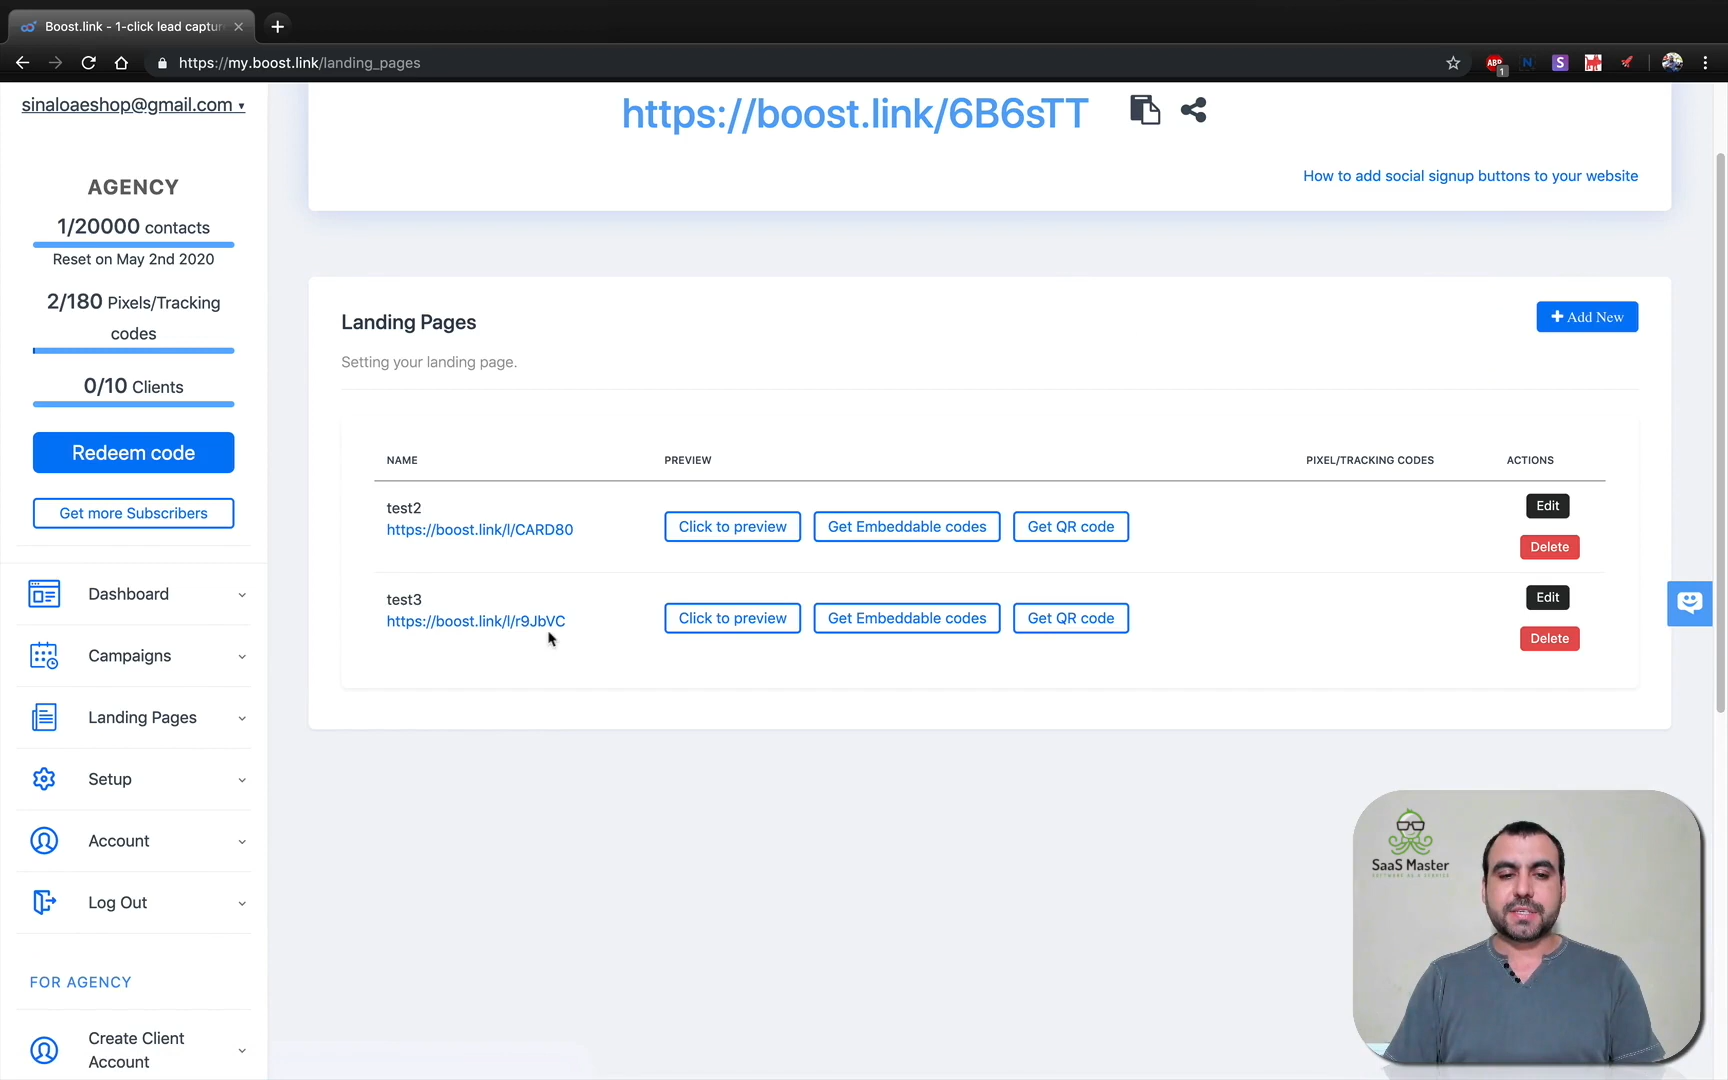 Boost.link - 1-click lead captur
https://my.boost.link/landing_pages
ABP
1
N
S
sinaloaeshop@gmail.com
AGENCY
1/20000 contacts
Reset on May 2nd 2020
2/180 Pixels/Tracking
codes
0/10 Clients
Redeem code
Get more Subscribers
Dashboard
Campaigns
Landing Pages
Setup
Account
Log Out
FOR AGENCY
Create Client
Account
https://boost.link/6B6sTT
How to add social signup buttons to your website
Landing Pages
+ Add New
Setting your landing page.
NAME PREVIEW PIXEL/TRACKING CODES ACTIONS
test2
https://boost.link/l/CARD80
Click to preview Get Embeddable codes Get QR code
Edit
Delete
test3
https://boost.link/l/r9JbVC
Click to preview Get Embeddable codes Get QR code
Edit
Delete
SaaS Master
SOFTWARE AS A SERVICE